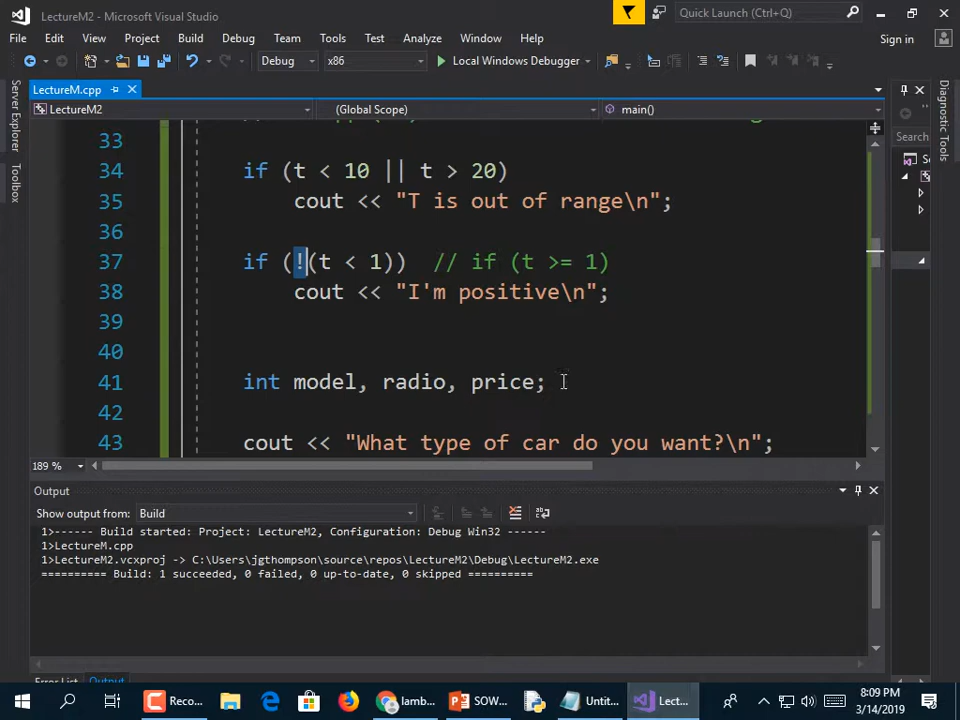 LectureM2 - Microsoft Visual Studio
Quick Launch (Ctrl+Q)
File Edit View Project Build Debug Team Tools Test Analyze Window Help
Sign in
Debug x86 Local Windows Debugger
Server Explorer
Toolbox
LectureM.cpp
LectureM2 (Global Scope) main()
33
34 if (t < 10 || t > 20)
35 cout << "T is out of range\n";
36
37 if (!(t < 1)) // if (t >= 1)
38 cout << "I'm positive\n";
39
40
41 int model, radio, price;
42
43 cout << "What type of car do you want?\n";
189 %
Search
Diagnostic Tools
Output
Show output from: Build
1>------ Build started: Project: LectureM2, Configuration: Debug Win32 ------
1>LectureM.cpp
1>LectureM2.vcxproj -> C:\Users\jgthompson\source\repos\LectureM2\Debug\LectureM2.exe
========== Build: 1 succeeded, 0 failed, 0 up-to-date, 0 skipped ==========
Error List Output
Reco... lamb... SOW... Untit... Lect...
8:09 PM
3/14/2019